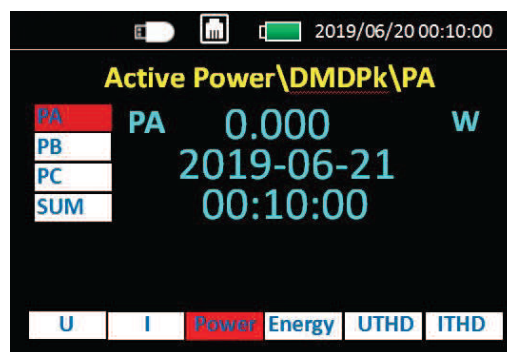 2019/06/20 00:10:00
Active Power\DMDPk\PA
PA
PA 0.000 W
PB
2019-06-21
PC
SUM
00:10:00
U I Power Energy UTHD ITHD